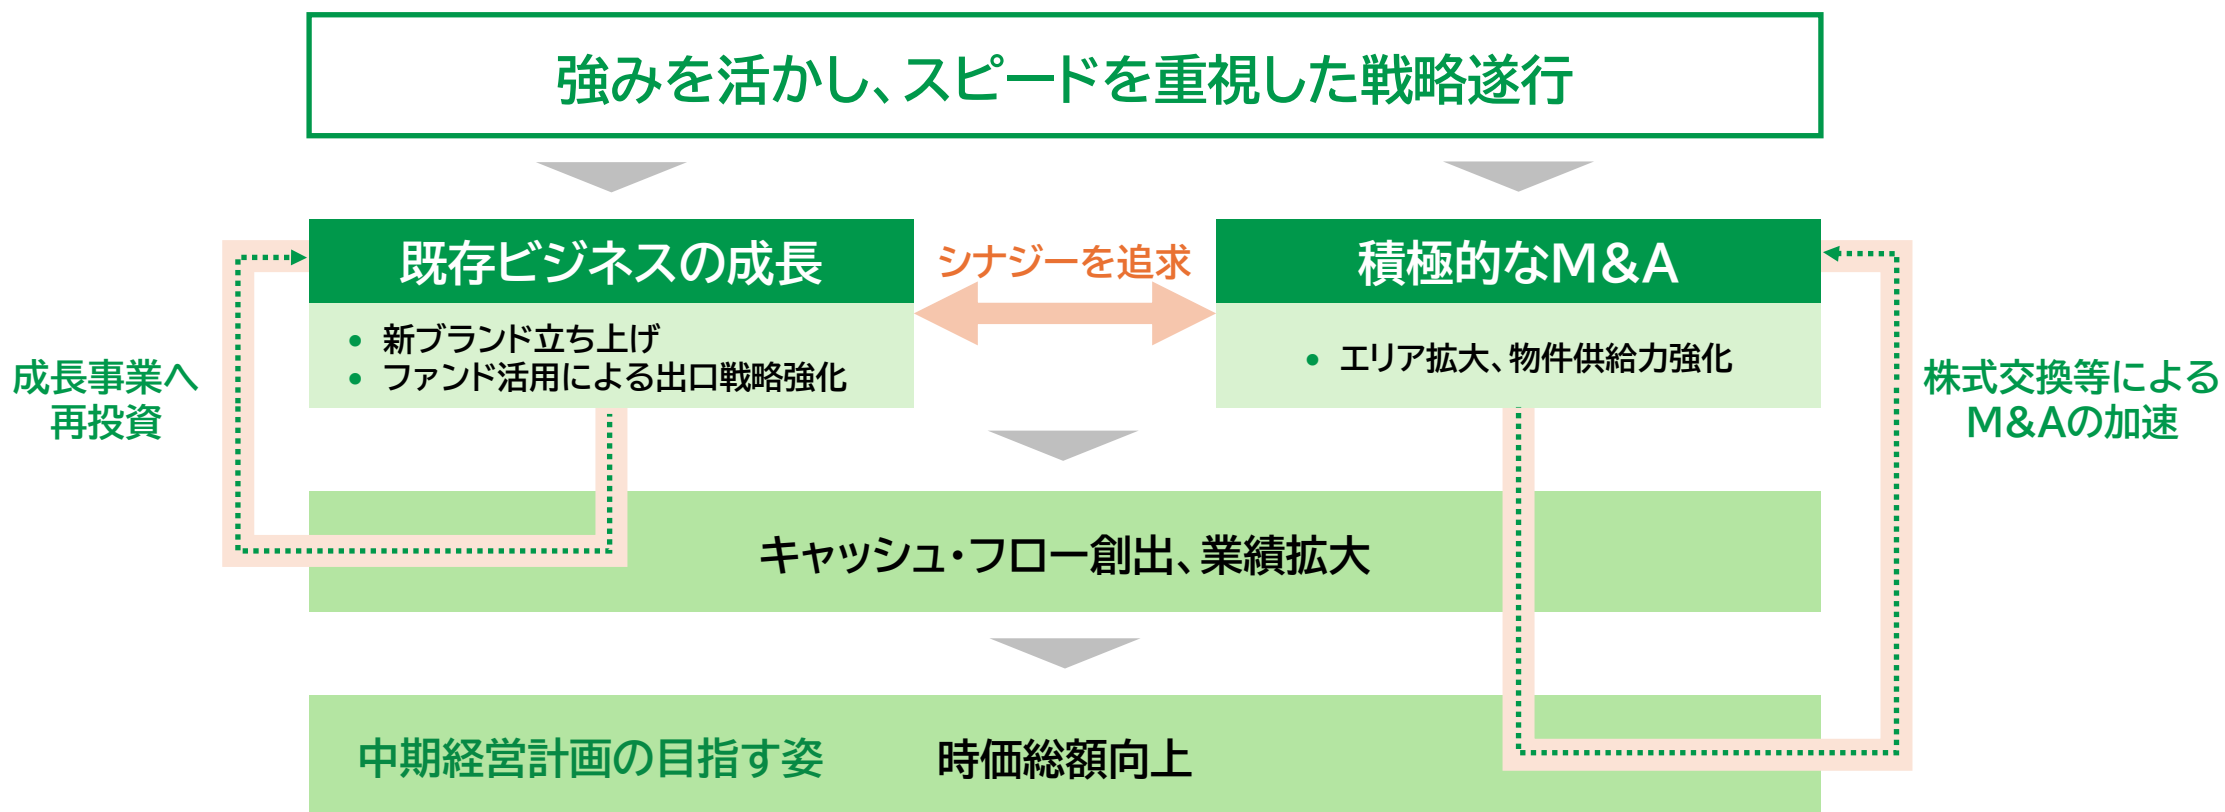 強みを活かし、スピードを重視した戦略遂行
既存ビジネスの成長
シナジーを追求
積極的なM&A
• 新ブランド立ち上げ
• ファンド活用による出口戦略強化
• エリア拡大、物件供給力強化
成長事業へ
再投資
株式交換等による
M&Aの加速
キャッシュ・フロー創出、業績拡大
中期経営計画の目指す姿 時価総額向上